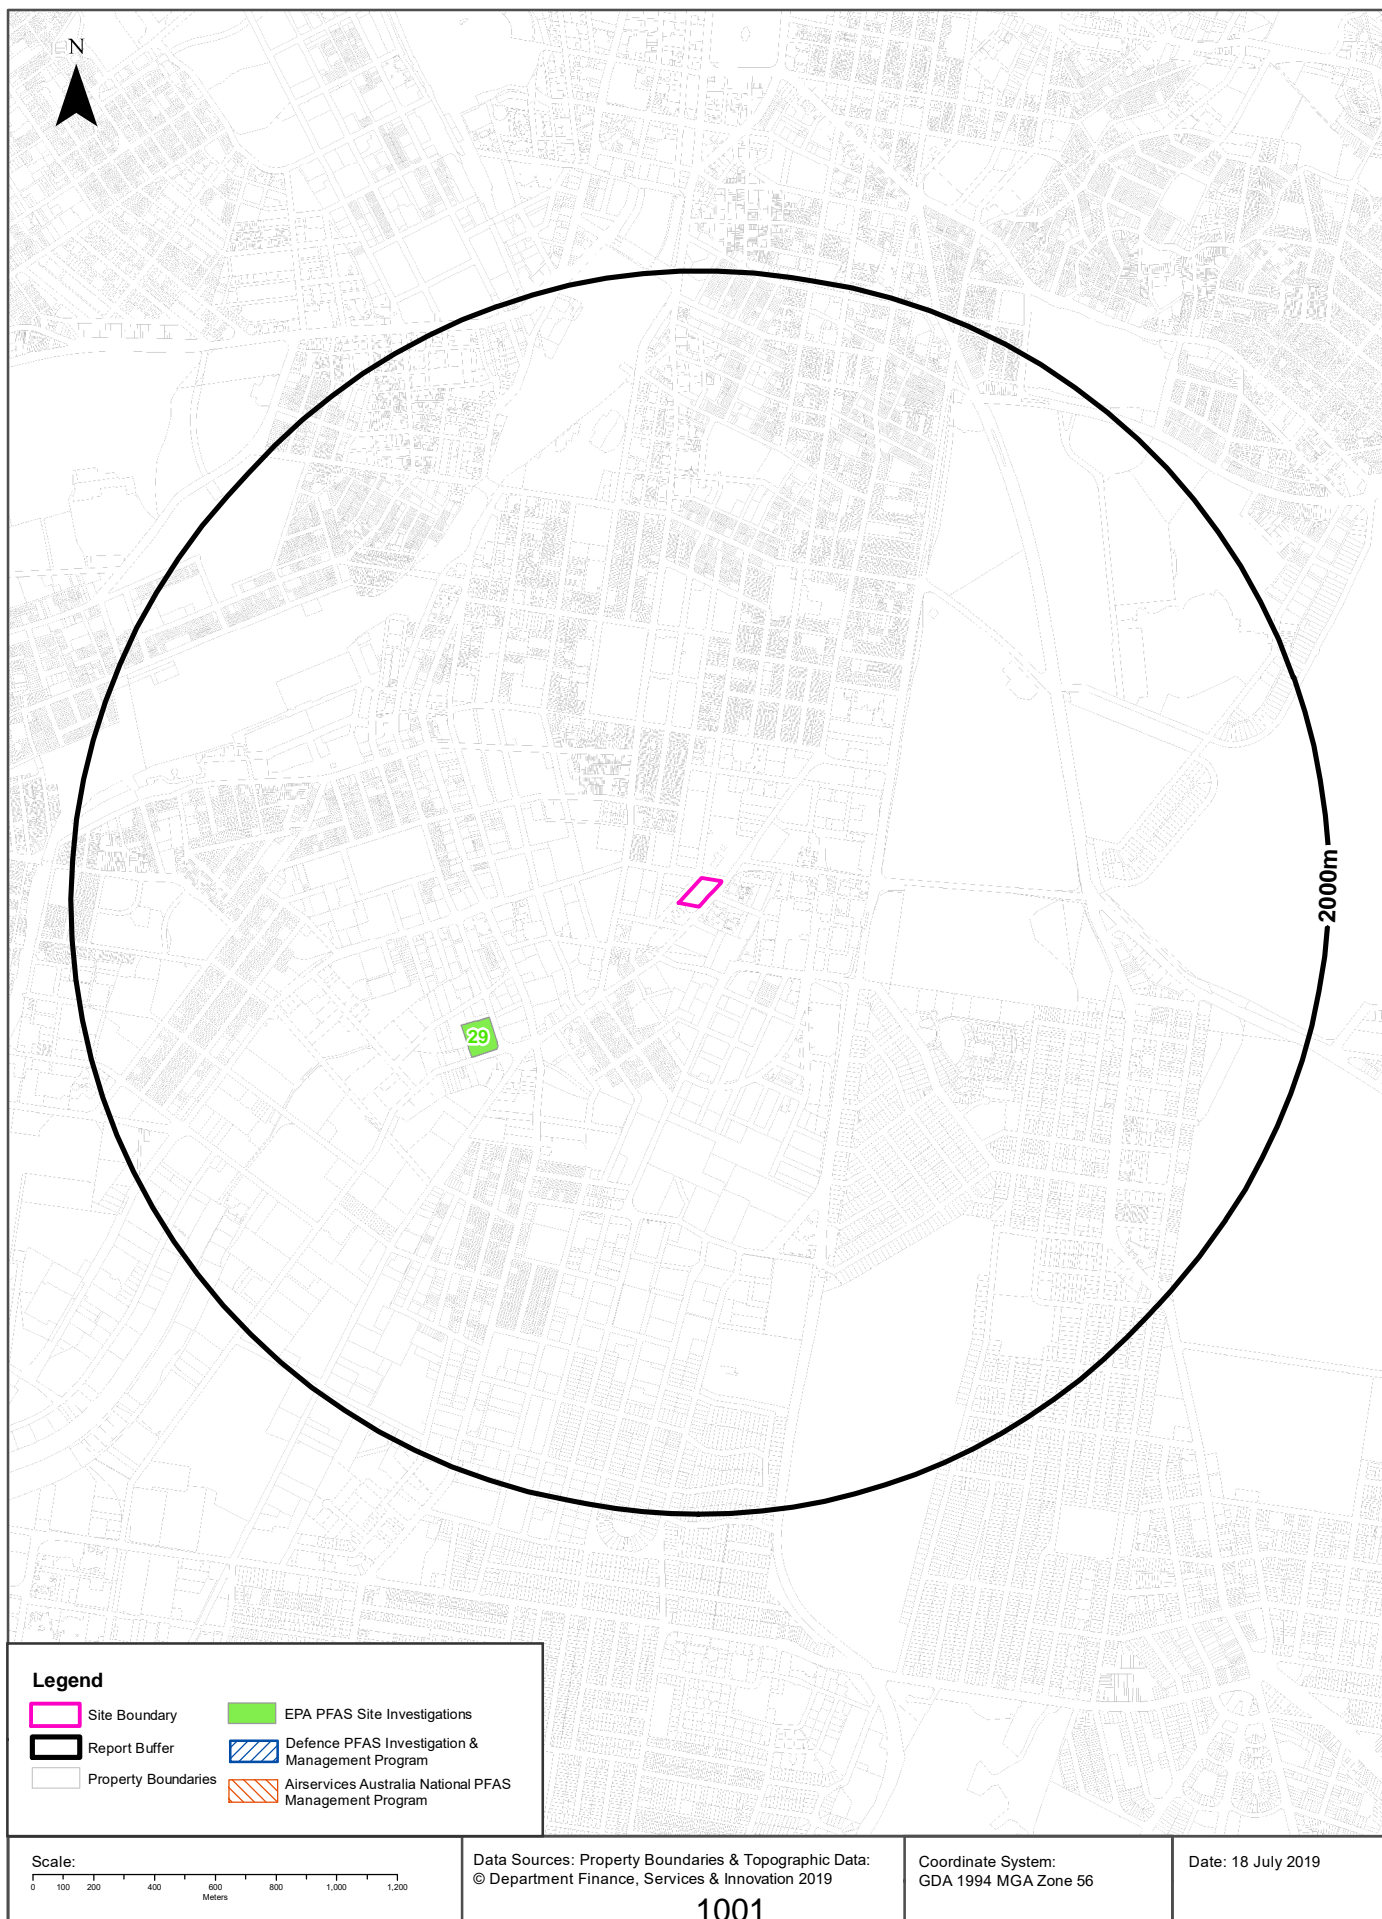 N
2000m
29
Legend
Site Boundary
Report Buffer
Property Boundaries
EPA PFAS Site Investigations
Defence PFAS Investigation &
Management Program
Airservices Australia National PFAS
Management Program
Scale:
0 100 200 400 600 800 1,000 1,200
Meters
Data Sources: Property Boundaries & Topographic Data:
© Department Finance, Services & Innovation 2019
1001
Coordinate System:
GDA 1994 MGA Zone 56
Date: 18 July 2019